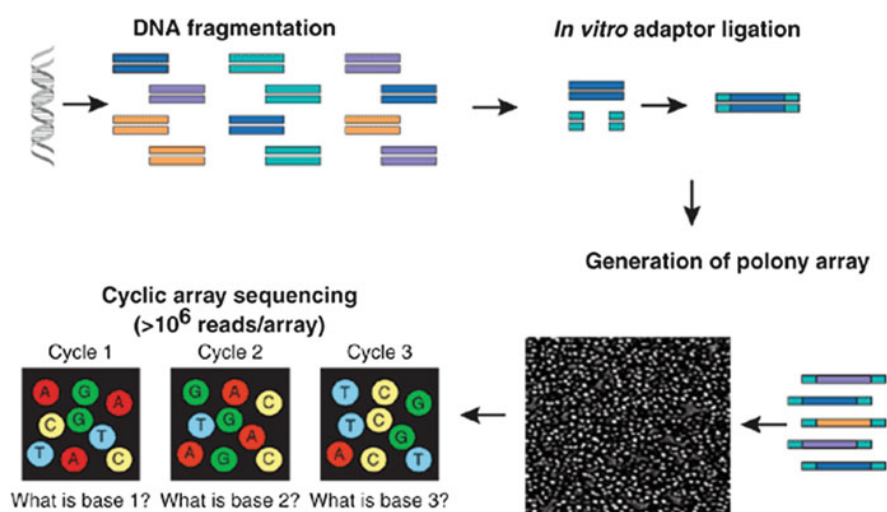 DNA fragmentation
In vitro adaptor ligation
Generation of polony array
Cyclic array sequencing
(>10⁶ reads/array)
Cycle 1
Cycle 2
Cycle 3
A G A
C G T
T A C
G A C
T G A
A G C
T C G
T C G
A C T
What is base 1?
What is base 2?
What is base 3?